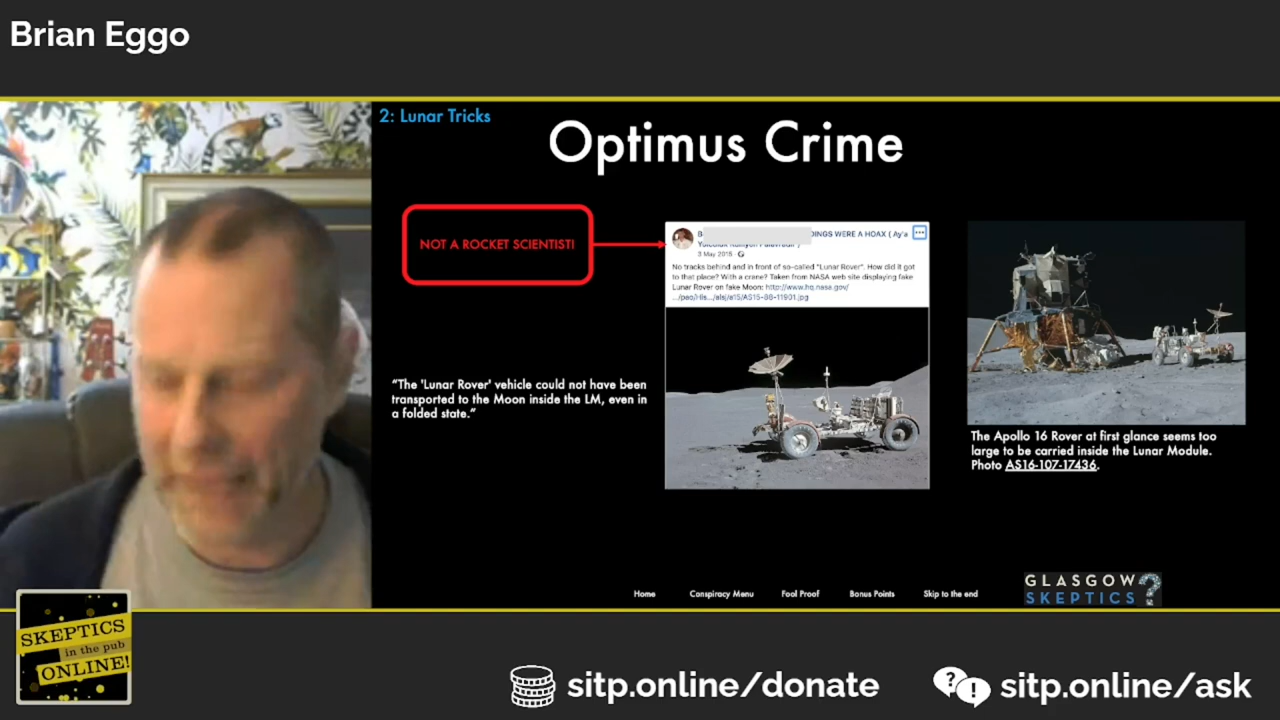 Brian Eggo
2: Lunar Tricks
Optimus Crime
NOT A ROCKET SCIENTIST!
DINGS WERE A HOAX ( Ay'a
3 May 2015
No tracks behind and in front of so-called "Lunar Rover". How did it got
to that place? With a crane? Taken from NASA web site displaying fake
Lunar Rover on fake Moon: http://www.hq.nasa.gov/
.../pao/His.../alsj/a15/AS15-88-11901.jpg
"The 'Lunar Rover' vehicle could not have been
transported to the Moon inside the LM, even in
a folded state."
The Apollo 16 Rover at first glance seems too
large to be carried inside the Lunar Module.
Photo AS16-107-17436.
Home Conspiracy Menu Fool Proof Bonus Points Skip to the end
GLASGOW
SKEPTICS
SKEPTICS
in the pub
ONLINE!
sitp.online/donate
sitp.online/ask